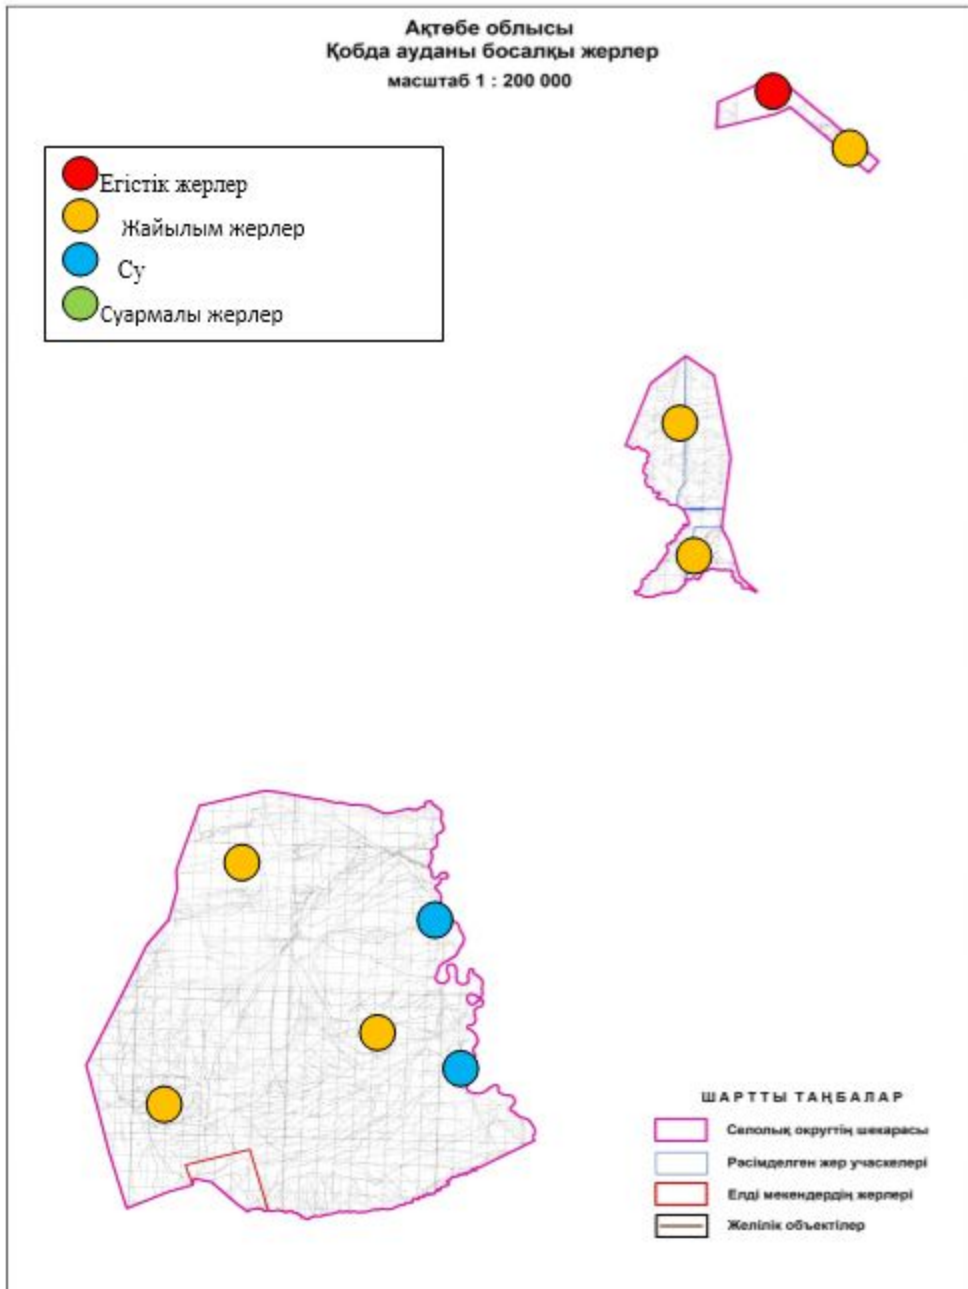 Ақтөбе облысы
Қобда ауданы босалқы жерлер
масштаб 1 : 200 000
Егістік жерлер
Жайылым жерлер
Су
Суармалы жерлер
ШАРТТЫ ТАҢБАЛАР
Селолық округтің шекарасы
Рәсімделген жер учаскелері
Елді мекендердің жерлері
Желілік объектілер